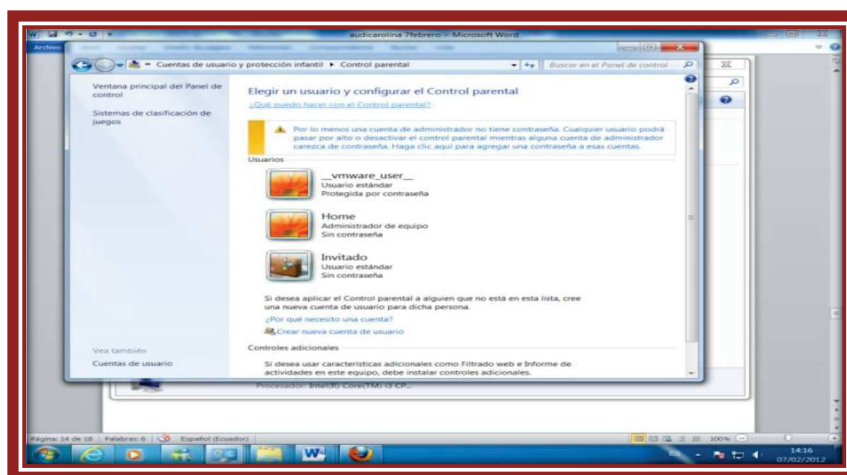 audicarolina 7febrero - Microsoft Word
Archivo
Cuentas de usuario y protección infantil ▸ Control parental
Buscar en el Panel de control
Ventana principal del Panel de control
Sistemas de clasificación de juegos
Elegir un usuario y configurar el Control parental
¿Qué puedo hacer con el Control parental?
Por lo menos una cuenta de administrador no tiene contraseña. Cualquier usuario podrá
pasar por alto o desactivar el control parental mientras alguna cuenta de administrador
carezca de contraseña. Haga clic aquí para agregar una contraseña a esas cuentas.
Usuarios
__vmware_user__
Usuario estándar
Protegida por contraseña
Home
Administrador de equipo
Sin contraseña
Invitado
Usuario estándar
Sin contraseña
Si desea aplicar el Control parental a alguien que no está en esta lista, cree
una nueva cuenta de usuario para dicha persona.
¿Por qué necesito una cuenta?
Crear nueva cuenta de usuario
Controles adicionales
Si desea usar características adicionales como Filtrado web e Informe de
actividades en este equipo, debe instalar controles adicionales.
Vea también
Cuentas de usuario
Procesador: Intel(R) Core(TM) i3 CP...
Página: 14 de 18
Palabras: 6
Español (Ecuador)
100%
ES
14:16
07/02/2012